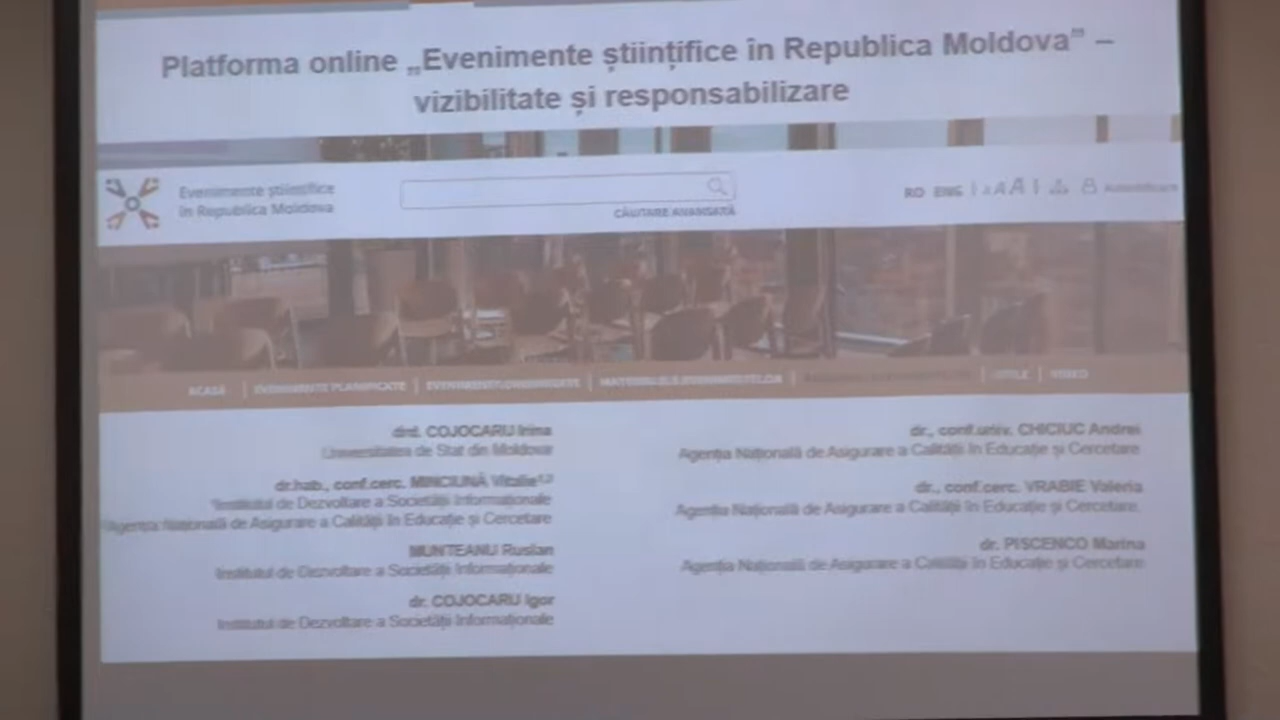 Platforma online „Evenimente științifice în Republica Moldova” –
vizibilitate și responsabilizare
Evenimente științifice
în Republica Moldova
CĂUTARE AVANSATĂ
RO ENG A A A Autentificare
ACASĂ EVENIMENTE PLANIFICATE EVENIMENTE ORGANIZATE MATERIALELE EVENIMENTELOR UTILE VIDEO
drd. COJOCARU Irina
Universitatea de Stat din Moldova
dr.hab., conf.cerc. MINCIUNĂ Vitalie
Institutul de Dezvoltare a Societății Informaționale
Agenția Națională de Asigurare a Calității în Educație și Cercetare
MUNTEANU Ruslan
Institutul de Dezvoltare a Societății Informaționale
dr. COJOCARU Igor
Institutul de Dezvoltare a Societății Informaționale
dr., conf.univ. CHICIUC Andrei
Agenția Națională de Asigurare a Calității în Educație și Cercetare
dr., conf.cerc. VRABIE Valeria
Agenția Națională de Asigurare a Calității în Educație și Cercetare.
dr. PISCENCO Marina
Agenția Națională de Asigurare a Calității în Educație și Cercetare